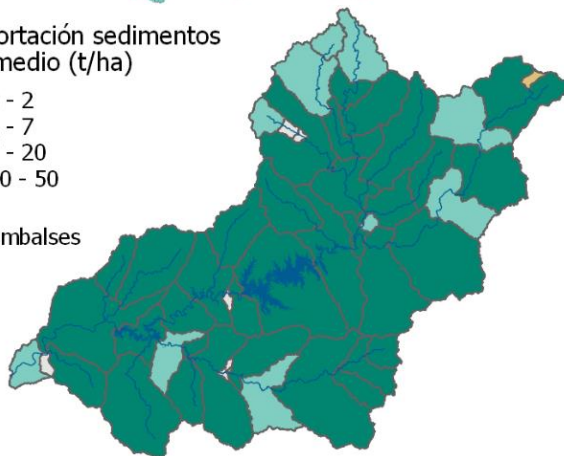 ortación sedimentos
medio (t/ha)
- 2
- 7
- 20
0 - 50
mbalses